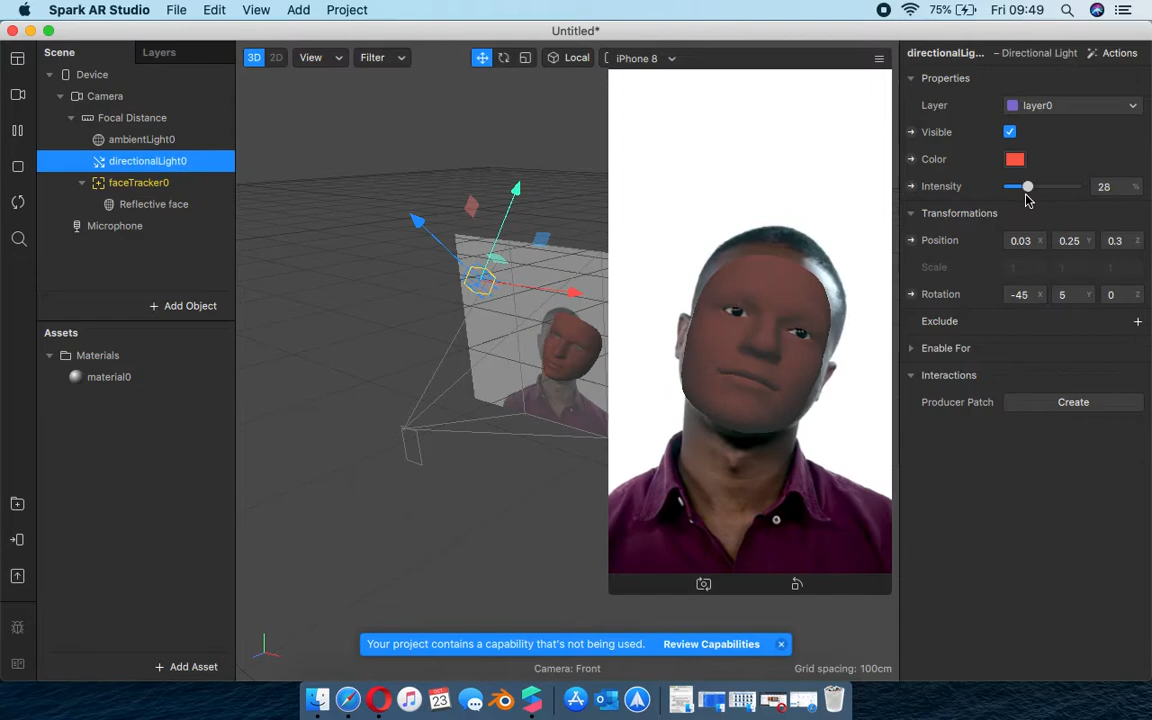 Spark AR Studio File Edit View Add Project 75% Fri 09:49
Untitled*
Scene Layers
Device
Camera
Focal Distance
ambientLight0
directionalLight0
faceTracker0
Reflective face
Microphone
+ Add Object
Assets
Materials
material0
+ Add Asset
3D 2D View Filter Local iPhone 8
Your project contains a capability that's not being used. Review Capabilities
Camera: Front Grid spacing: 100cm
directionalLig... – Directional Light Actions
Properties
Layer layer0
Visible
Color
Intensity 28 %
Transformations
Position 0.03 X 0.25 Y 0.3 Z
Scale 1 1 1
Rotation -45 X 5 Y 0 Z
Exclude +
Enable For
Interactions
Producer Patch Create